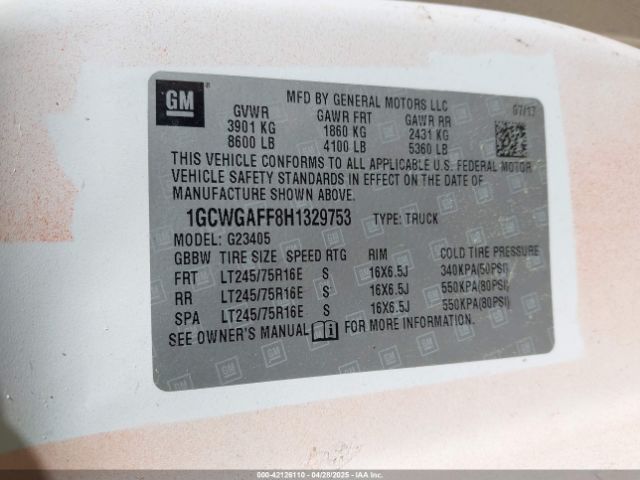 GM
MFD BY GENERAL MOTORS LLC
07/17
GVWR GAWR FRT GAWR RR
3901 KG 1860 KG 2431 KG
8600 LB 4100 LB 5360 LB
THIS VEHICLE CONFORMS TO ALL APPLICABLE U.S. FEDERAL MOTOR
VEHICLE SAFETY STANDARDS IN EFFECT ON THE DATE OF
MANUFACTURE SHOWN ABOVE.
1GCWGAFF8H1329753 TYPE: TRUCK
MODEL: G23405
GBBW TIRE SIZE SPEED RTG RIM COLD TIRE PRESSURE
FRT LT245/75R16E S 16X6.5J 340KPA(50PSI)
RR LT245/75R16E S 16X6.5J 550KPA(80PSI)
SPA LT245/75R16E S 16X6.5J 550KPA(80PSI)
SEE OWNER'S MANUAL FOR MORE INFORMATION.
000-42126110 - 04/28/2025 - IAAI.com